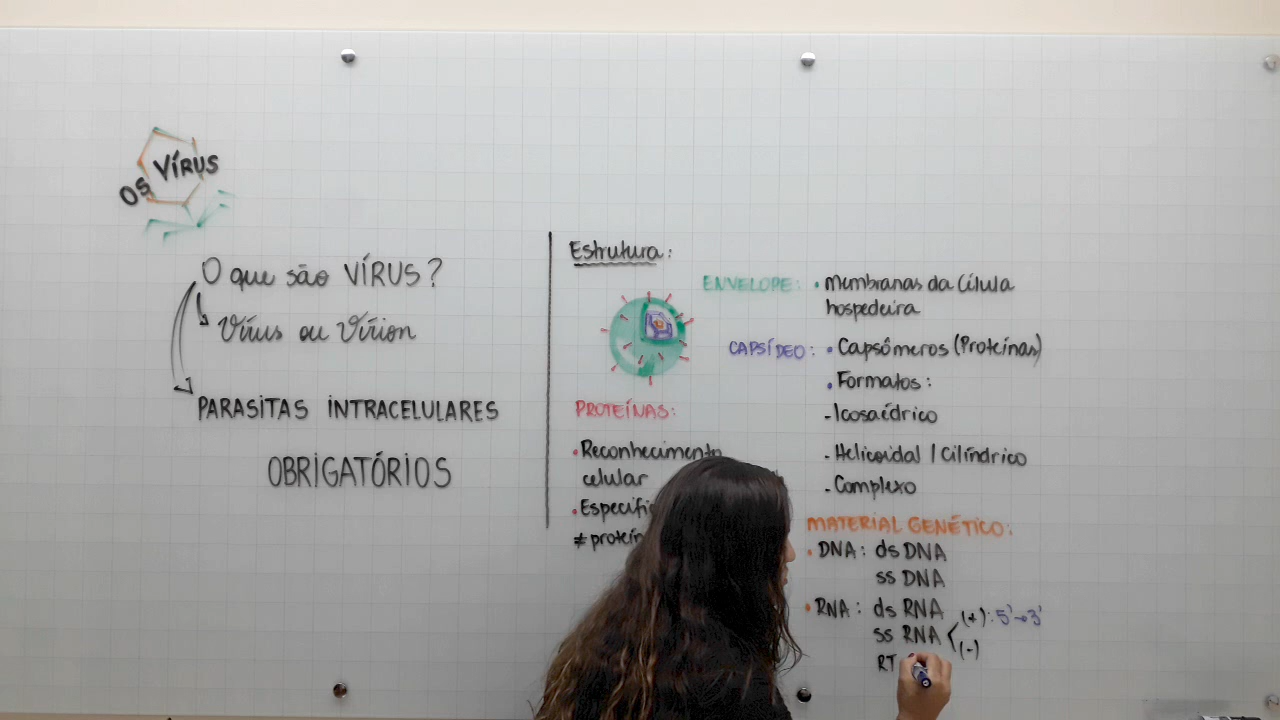 OS VÍRUS
O que são VÍRUS?
Vírus ou Vírion
PARASITAS INTRACELULARES
OBRIGATÓRIOS
Estrutura:
ENVELOPE: • Membranas da Célula
hospedeira
CAPSÍDEO: • Capsômeros (Proteínas)
• Formatos:
- Icosaédrico
- Helicoidal / Cilíndrico
- Complexo
PROTEÍNAS:
• Reconhecimento
celular
•
≠
MATERIAL GENÉTICO:
• DNA: ds DNA
ss DNA
• RNA: ds RNA
ss RNA < (+): 5'→3'
(-)
RT